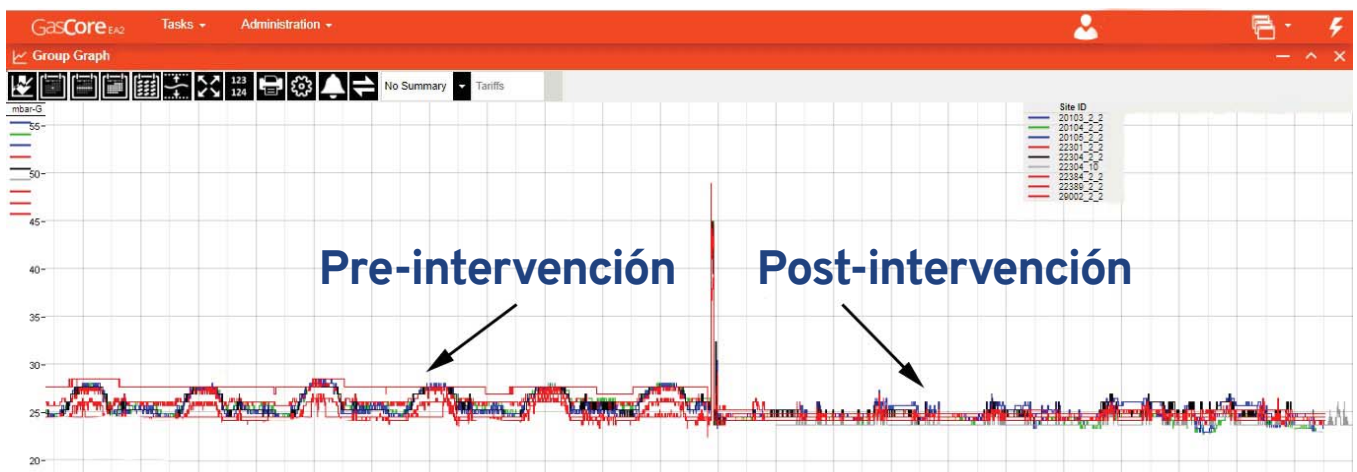 GasCore EA2 Tasks Administration
Group Graph
123
124
No Summary Tariffs
mbar-G
55-
50-
45-
40-
35-
30-
25-
20-
Site ID
20103_2_2
20104_2_2
20105_2_2
22301_2_2
22304_2_2
22304_10
22384_2_2
22389_2_2
29002_2_2
Pre-intervención
Post-intervención